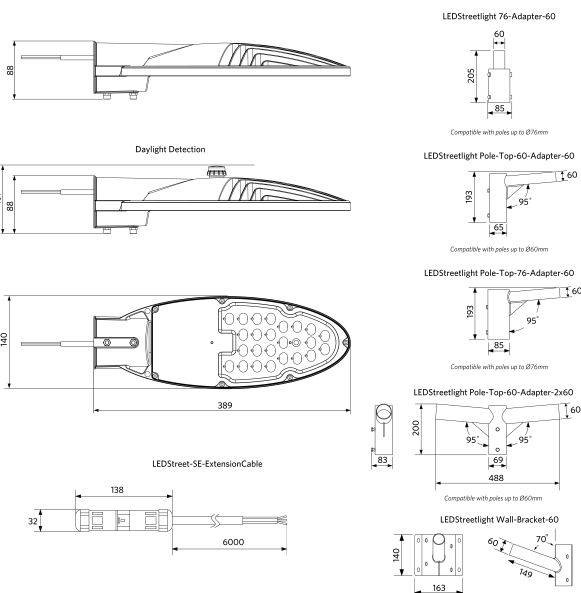 88
Daylight Detection
88
140
389
LEDStreet-SE-ExtensionCable
138
32
6000
LEDStreetlight 76-Adapter-60
60
205
85
Compatible with poles up to Ø76mm
LEDStreetlight Pole-Top-60-Adapter-60
60
193
95°
65
Compatible with poles up to Ø60mm
LEDStreetlight Pole-Top-76-Adapter-60
60
193
95°
85
Compatible with poles up to Ø76mm
LEDStreetlight Pole-Top-60-Adapter-2x60
60
200
95° 95°
83 69
488
Compatible with poles up to Ø60mm
LEDStreetlight Wall-Bracket-60
60 70°
140
149
163